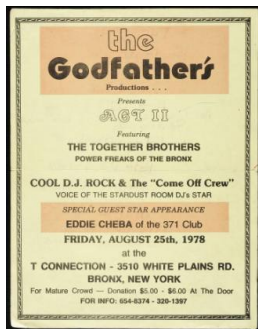 the
Godfather's
Productions . . .
Presents
ACT II
Featuring
THE TOGETHER BROTHERS
POWER FREAKS OF THE BRONX
COOL D.J. ROCK & The "Come Off Crew"
VOICE OF THE STARDUST ROOM DJ's STAR
SPECIAL GUEST STAR APPEARANCE
EDDIE CHEBA of the 371 Club
FRIDAY, AUGUST 25th, 1978
at the
T CONNECTION - 3510 WHITE PLAINS RD.
BRONX, NEW YORK
For Mature Crowd — Donation $5.00 - $6.00 At The Door
FOR INFO: 654-8374 - 320-1397